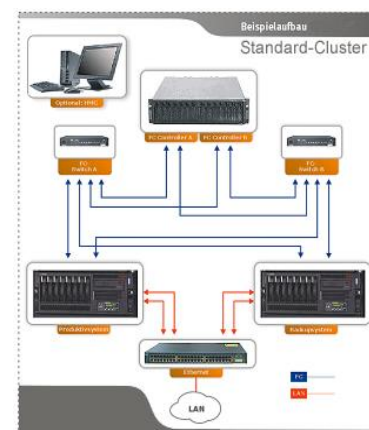 Beispielaufbau
Standard-Cluster
Optional: HMC
FC Controller A
FC Controller B
FC
Switch A
FC
Switch B
Produktivsystem
Backupsystem
Ethernet
FC
LAN
LAN